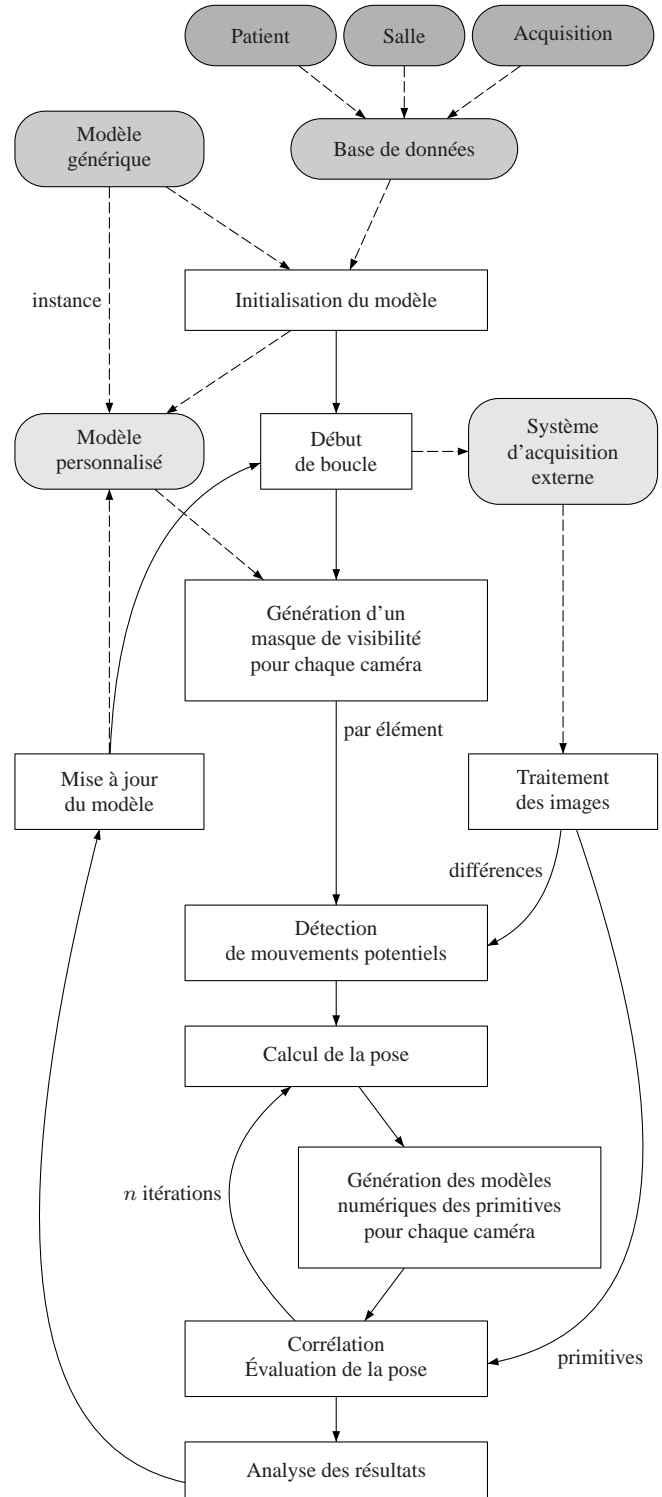 Patient
Salle
Acquisition
Modèle
générique
Base de données
instance
Initialisation du modèle
Modèle
personnalisé
Début
de boucle
Système
d'acquisition
externe
Génération d'un
masque de visibilité
pour chaque caméra
par élément
Mise à jour
du modèle
Traitement
des images
différences
Détection
de mouvements potentiels
Calcul de la pose
n itérations
Génération des modèles
numériques des primitives
pour chaque caméra
Corrélation
Évaluation de la pose
primitives
Analyse des résultats